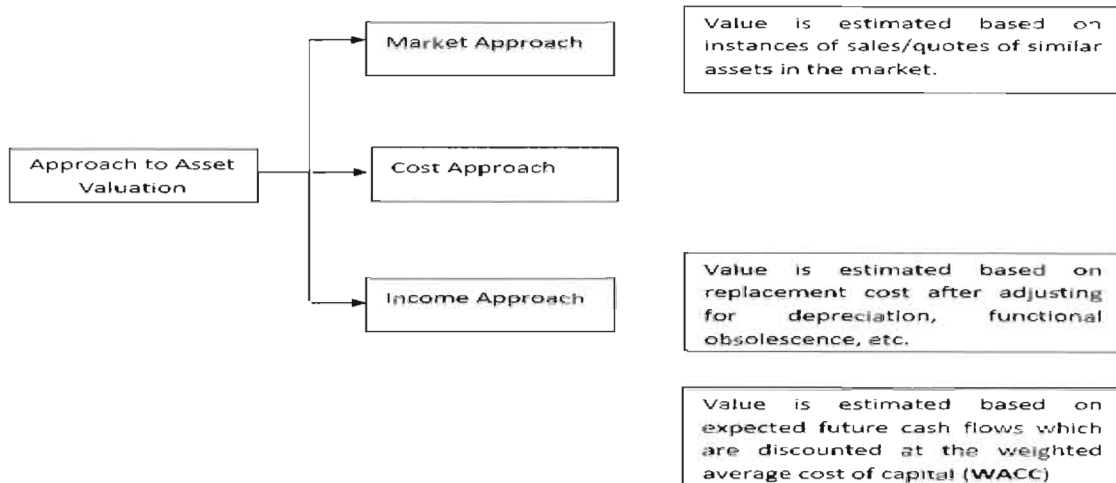 Market Approach
Value is estimated based on
instances of sales/quotes of similar
assets in the market.
Approach to Asset
Valuation
Cost Approach
Income Approach
Value is estimated based on
replacement cost after adjusting
for depreciation, functional
obsolescence, etc.
Value is estimated based on
expected future cash flows which
are discounted at the weighted
average cost of capital (WACC)